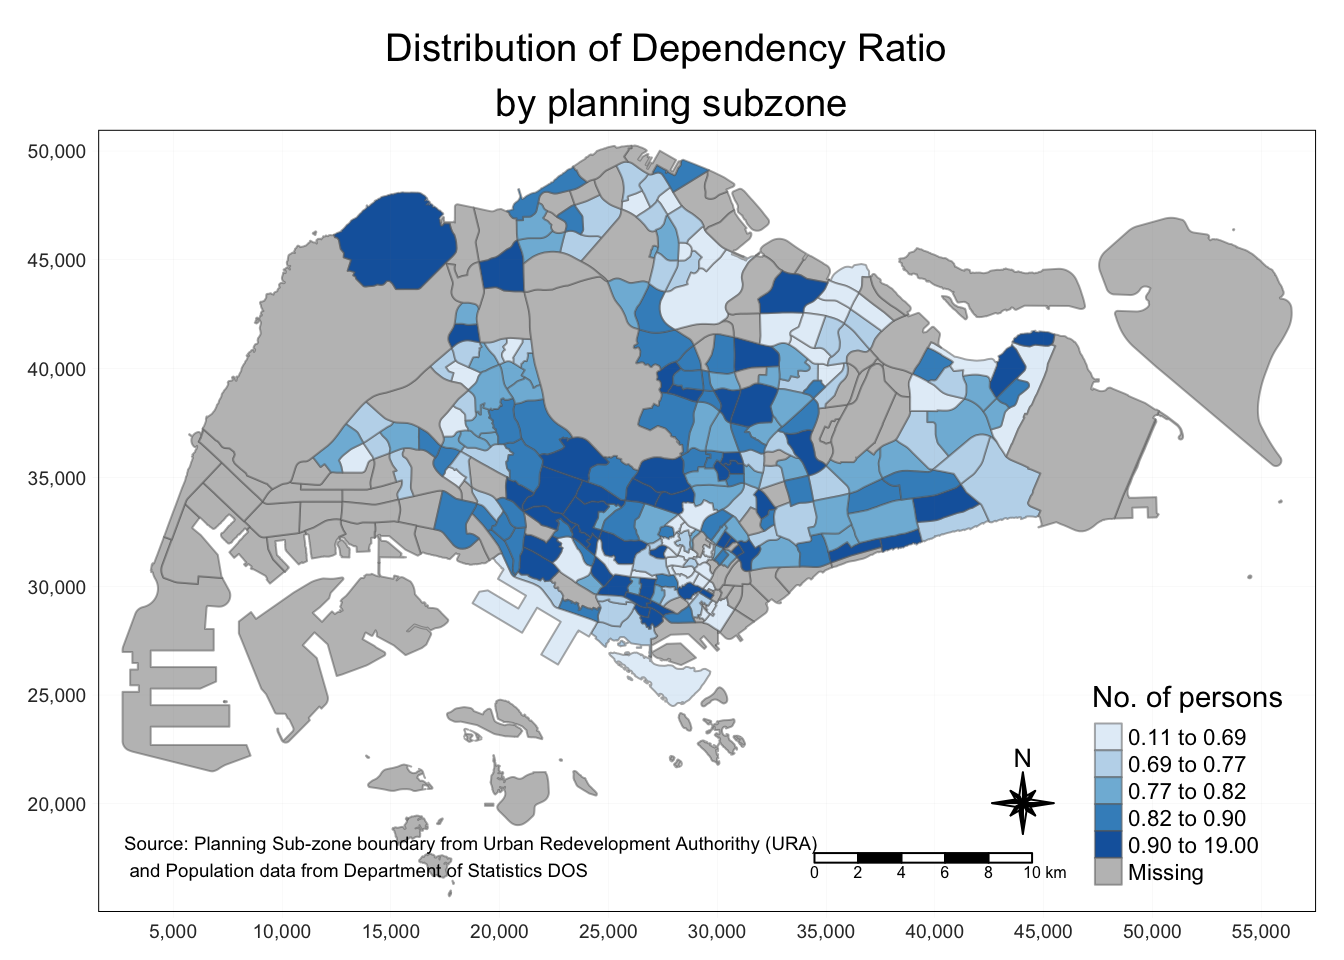 Distribution of Dependency Ratio
by planning subzone
50,000
45,000
40,000
35,000
30,000
25,000
20,000
No. of persons
0.11 to 0.69
0.69 to 0.77
0.77 to 0.82
0.82 to 0.90
0.90 to 19.00
Missing
N
Source: Planning Sub-zone boundary from Urban Redevelopment Authorithy (URA)
and Population data from Department of Statistics DOS
0 2 4 6 8 10 km
5,000 10,000 15,000 20,000 25,000 30,000 35,000 40,000 45,000 50,000 55,000